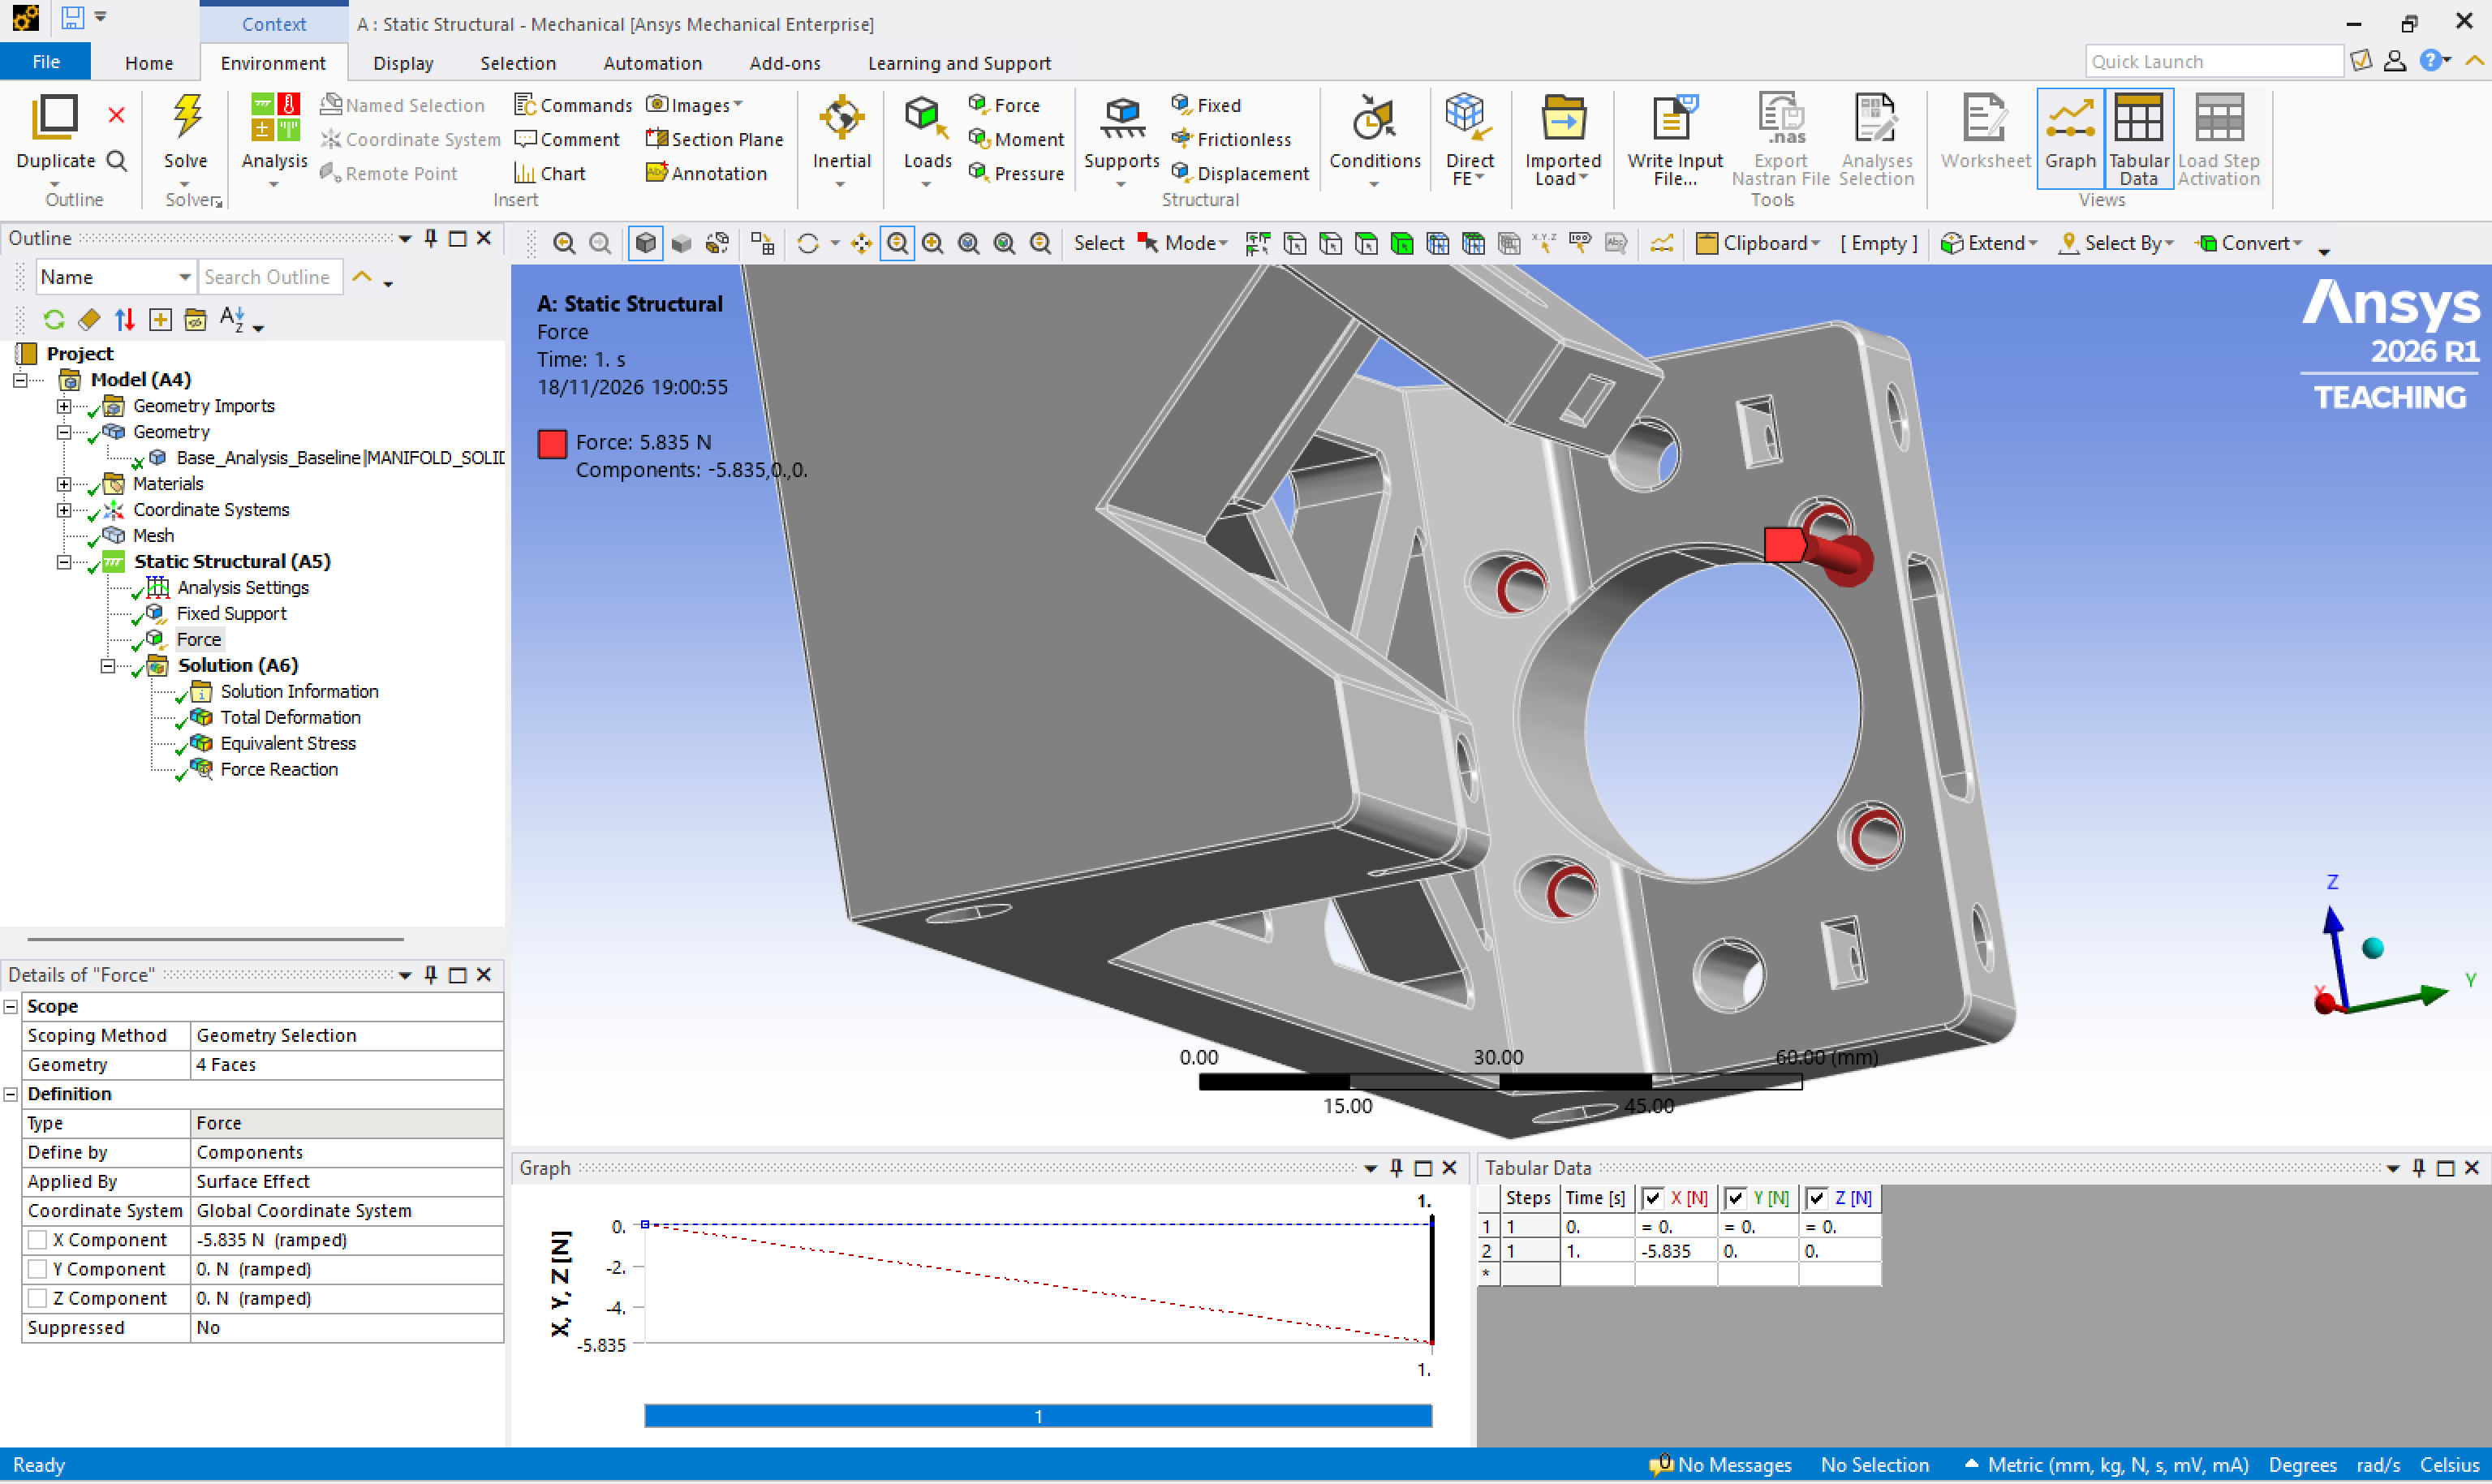 Context
A : Static Structural - Mechanical [Ansys Mechanical Enterprise]
File Home Environment Display Selection Automation Add-ons Learning and Support Quick Launch
Duplicate
Outline
Solve
Solver
Analysis
Named Selection
Coordinate System
Remote Point
Commands
Comment
Chart
Images
Section Plane
Annotation
Insert
Inertial
Loads
Force
Moment
Pressure
Supports
Fixed
Frictionless
Displacement
Structural
Conditions
Direct
FE
Imported
Load
Write Input
File...
.nas
Export
Nastran File
Analyses
Selection
Tools
Worksheet
Graph
Tabular
Data
Load Step
Activation
Views
Outline
Name Search Outline
Select Mode Clipboard [ Empty ] Extend Select By Convert
Project
Model (A4)
Geometry Imports
Geometry
Base_Analysis_Baseline|MANIFOLD_SOLID
Materials
Coordinate Systems
Mesh
Static Structural (A5)
Analysis Settings
Fixed Support
Force
Solution (A6)
Solution Information
Total Deformation
Equivalent Stress
Force Reaction
A: Static Structural
Force
Time: 1. s
18/11/2026 19:00:55
Force: 5.835 N
Components: -5.835,0.,0.
Ansys
2026 R1
TEACHING
Z
Y
X
0.00 30.00 60.00 (mm)
15.00 45.00
Details of "Force"
Scope
Scoping Method Geometry Selection
Geometry 4 Faces
Definition
Type Force
Define by Components
Applied By Surface Effect
Coordinate System Global Coordinate System
X Component -5.835 N (ramped)
Y Component 0. N (ramped)
Z Component 0. N (ramped)
Suppressed No
Graph
1.
X, Y, Z [N]
0.
-2.
-4.
-5.835
1.
1
Tabular Data
Steps Time [s] X [N] Y [N] Z [N]
1 1 0. = 0. = 0. = 0.
2 1 1. -5.835 0. 0.
*
Ready No Messages No Selection Metric (mm, kg, N, s, mV, mA) Degrees rad/s Celsius